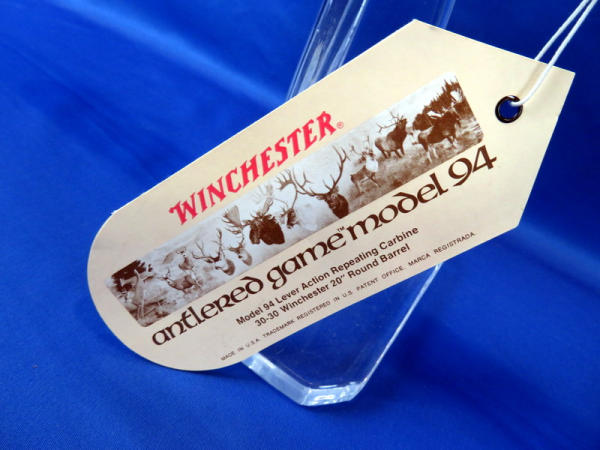 WINCHESTER®
antlered game™ model 94
Model 94 Lever Action Repeating Carbine
30-30 Winchester 20" Round Barrel
MADE IN U.S.A. TRADEMARK REGISTERED IN U.S. PATENT OFFICE. MARCA REGISTRADA.